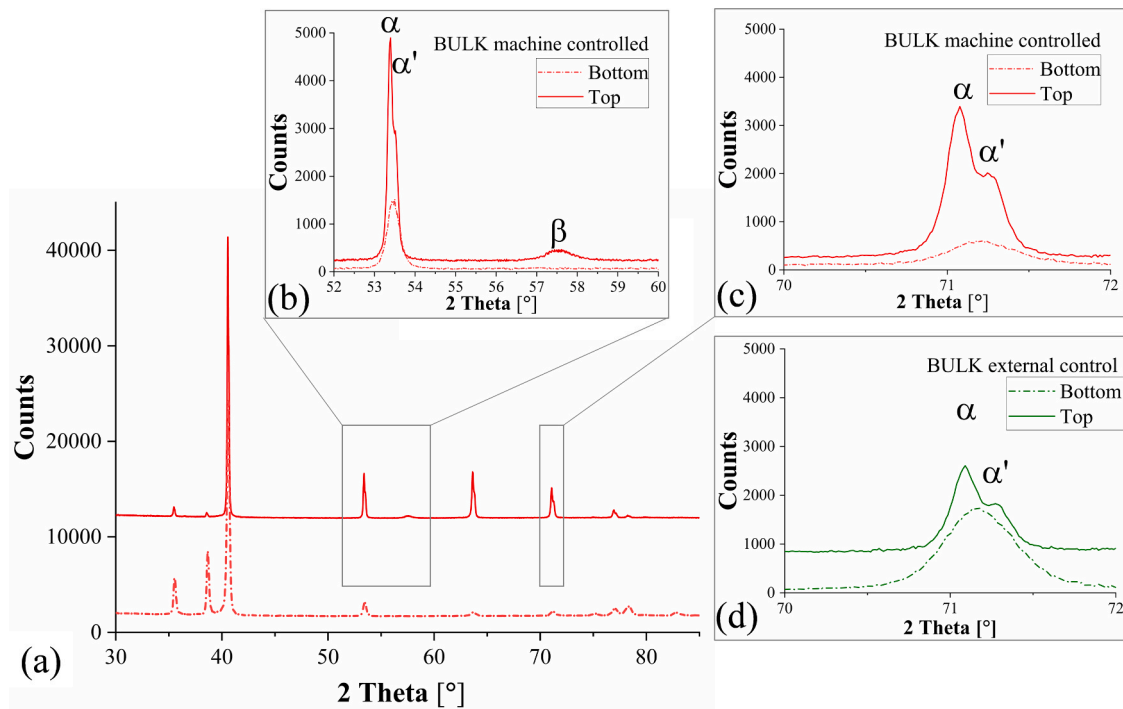 α
α'
BULK machine controlled
Bottom
Top
β
Counts
5000
4000
3000
2000
1000
0
52 53 54 55 56 57 58 59 60
2 Theta [°]
(b)
BULK machine controlled
Bottom
Top
α
α'
Counts
5000
4000
3000
2000
1000
0
70 71 72
2 Theta [°]
(c)
BULK external control
Bottom
Top
α
α'
Counts
5000
4000
3000
2000
1000
0
70 71 72
2 Theta [°]
(d)
Counts
40000
30000
20000
10000
0
30 40 50 60 70 80
2 Theta [°]
(a)